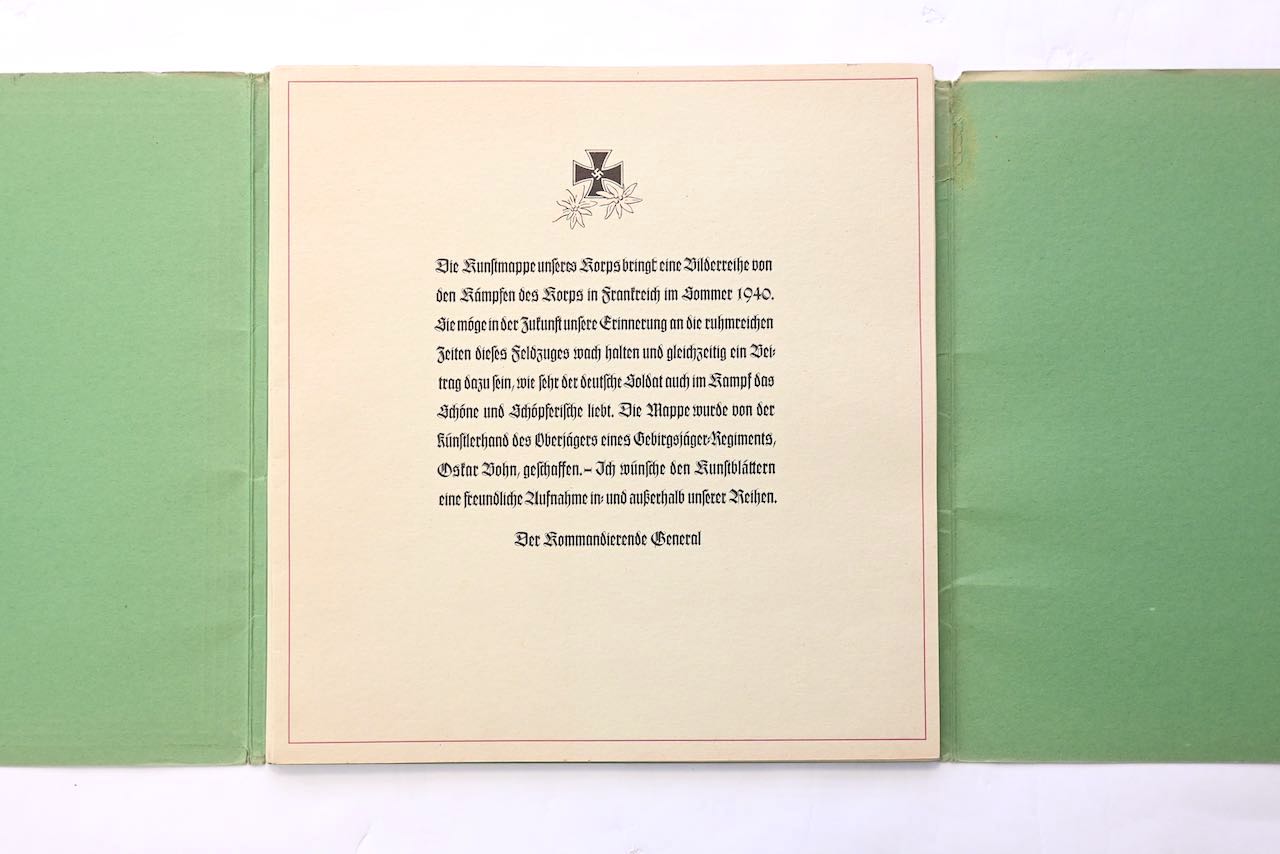 Die Kunstmappe unseres Korps bringt eine Bilderreihe von
den Kämpfen des Korps in Frankreich im Sommer 1940.
Sie möge in der Zukunft unsere Erinnerung an die ruhmreichen
Zeiten dieses Feldzuges wach halten und gleichzeitig ein Bei-
trag dazu sein, wie sehr der deutsche Soldat auch im Kampf das
Schöne und Schöpferische liebt. Die Mappe wurde von der
Künstlerhand des Oberjägers eines Gebirgsjäger-Regiments,
Oskar Bohn, geschaffen. – Ich wünsche den Kunstblättern
eine freundliche Aufnahme in- und außerhalb unserer Reihen.
Der Kommandierende General